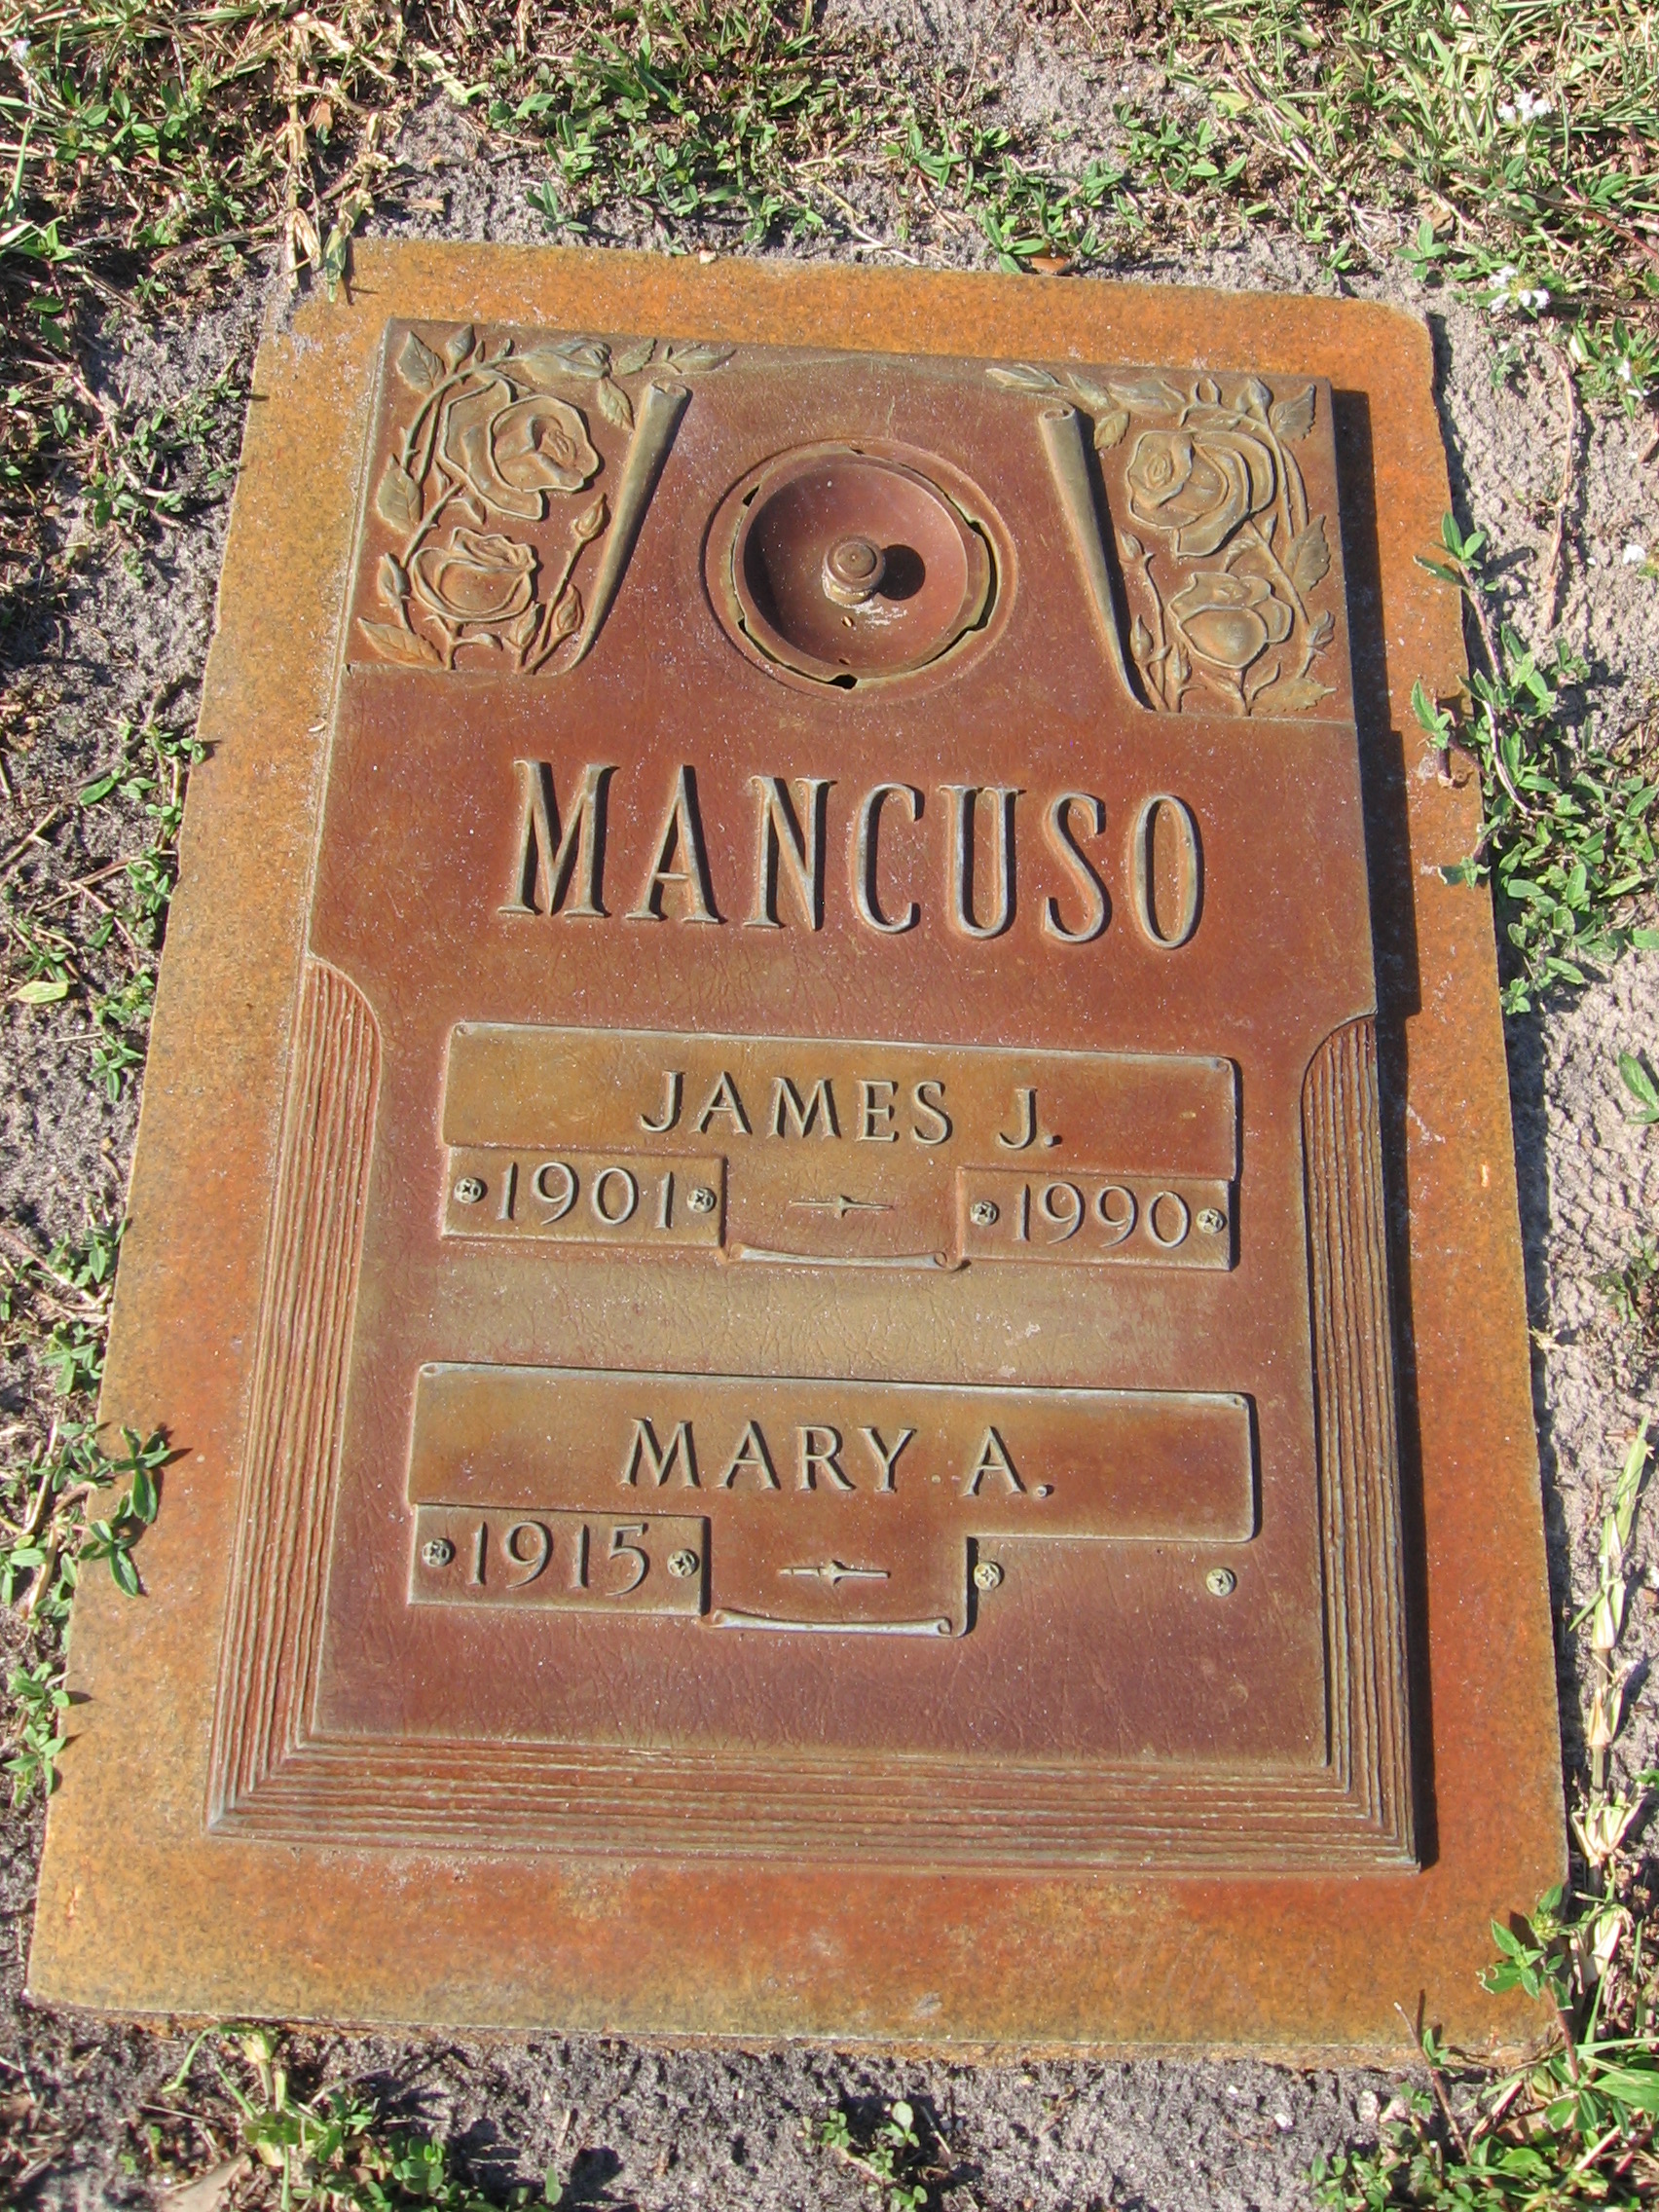 MANCUSO
JAMES J.
1901 1990
MARY A.
1915